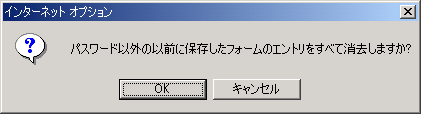 インターネット オプション
パスワード以外の以前に保存したフォームのエントリをすべて消去しますか?
OK
キャンセル